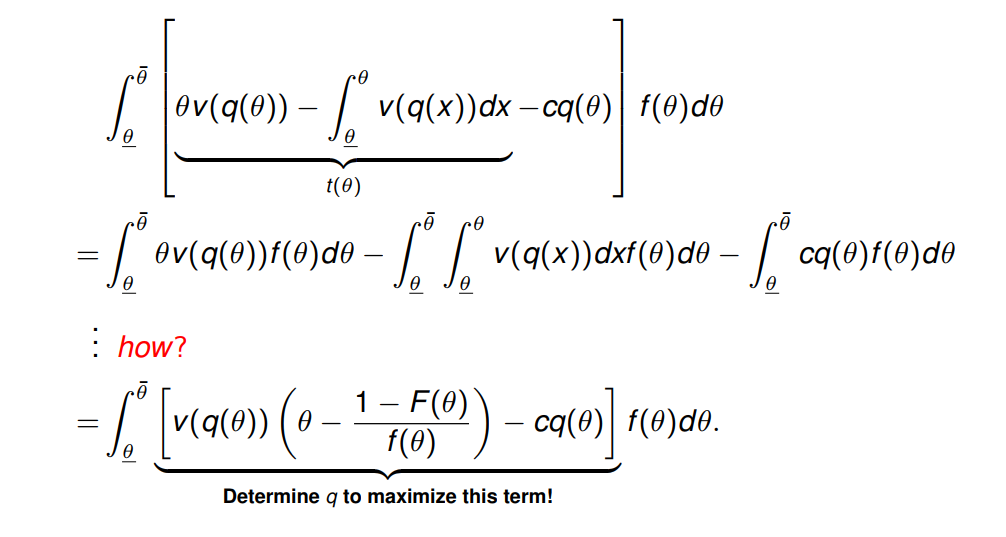 ∫_θ̲^θ̄ [θv(q(θ)) − ∫_θ̲^θ v(q(x))dx − cq(θ)] f(θ)dθ
t(θ)
= ∫_θ̲^θ̄ θv(q(θ))f(θ)dθ − ∫_θ̲^θ̄ ∫_θ̲^θ v(q(x))dxf(θ)dθ − ∫_θ̲^θ̄ cq(θ)f(θ)dθ
⋮ how?
= ∫_θ̲^θ̄ [v(q(θ)) (θ − (1 − F(θ))/f(θ)) − cq(θ)] f(θ)dθ.
Determine q to maximize this term!